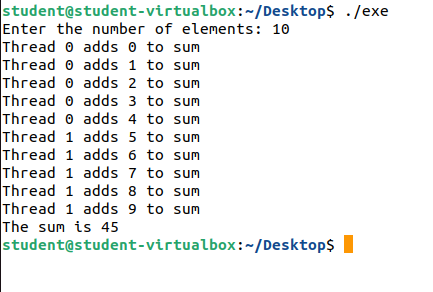 student@student-virtualbox:~/Desktop$ ./exe
Enter the number of elements: 10
Thread 0 adds 0 to sum
Thread 0 adds 1 to sum
Thread 0 adds 2 to sum
Thread 0 adds 3 to sum
Thread 0 adds 4 to sum
Thread 1 adds 5 to sum
Thread 1 adds 6 to sum
Thread 1 adds 7 to sum
Thread 1 adds 8 to sum
Thread 1 adds 9 to sum
The sum is 45
student@student-virtualbox:~/Desktop$